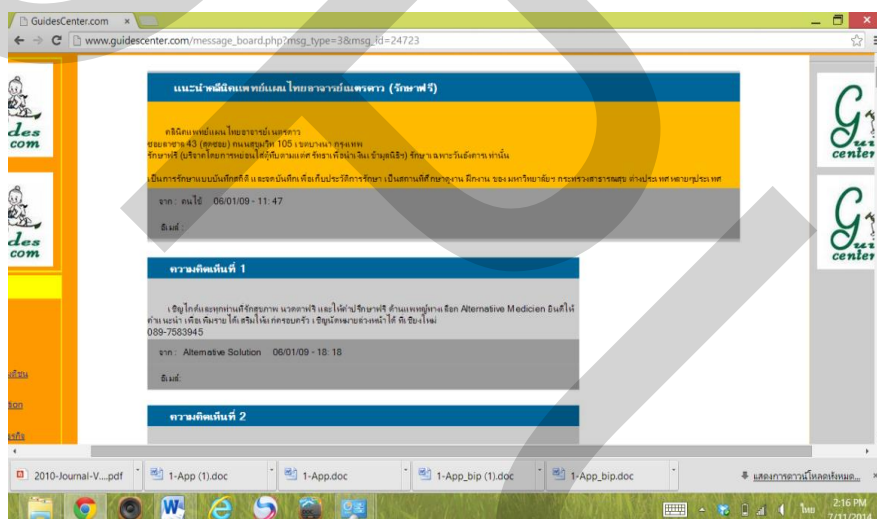 GuidesCenter.com
www.guidescenter.com/message_board.php?msg_type=3&msg_id=24723
des
com
des
com
แนะนำคลีนิคแพทย์แผนไทยอาจารย์เนตรดาว (รักษาฟรี)
คลีนิคแพทย์แผนไทยอาจารย์เนตรดาว
ซอยลาซาล 43 (สุดซอย) ถนนสุขุมวิท 105 เขตบางนา กรุงเทพ
รักษาฟรี (บริจาคโดยการหยอดใส่ตู้ทึบตามแต่ศรัทธาเพื่อนำเงินเข้ามูลนิธิฯ) รักษาเฉพาะวันอังคารเท่านั้น
เป็นการรักษาแบบบันทึกสถิติ และจดบันทึกเพื่อเก็บประวัติการรักษา เป็นสถานที่ศึกษาดูงาน ฝึกงาน ของ มหาวิทยาลัยฯ กระทรวงสาธารณสุข ต่างประเทศ หลายๆประเทศ
จาก : คนไข้ 06/01/09 - 11: 47
อีเมล์ :
ความคิดเห็นที่ 1
เชิญไกด์และทุกท่านที่รักสุขภาพ นวดตาฟรี และให้คำปรึกษาฟรี ด้านแพทย์ทางเลือก Alternative Medicien ยินดีให้
คำแนะนำ เพื่อเพิ่มรายได้เสริมให้แก่ครอบครัว เชิญนัดหมายล่วงหน้าได้ ที่เชียงใหม่
089-7583945
จาก : Alternative Solution 06/01/09 - 18: 18
อีเมล์:
ความคิดเห็นที่ 2
center
center
tion
2010-Journal-V....pdf
1-App (1).doc
1-App.doc
1-App_bip (1).doc
1-App_bip.doc
แสดงการดาวน์โหลดทั้งหมด...
ไทย
2:16 PM
7/11/2014